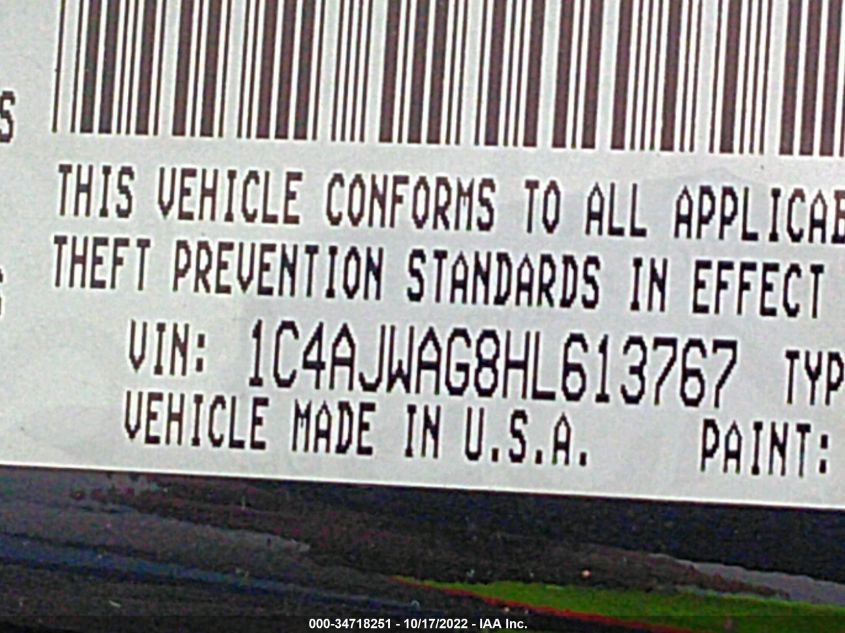 S
THIS VEHICLE CONFORMS TO ALL APPLICAB
THEFT PREVENTION STANDARDS IN EFFECT
VIN: 1C4AJWAG8HL613767 TYP
VEHICLE MADE IN U.S.A. PAINT:
000-34718251 - 10/17/2022 - IAA Inc.